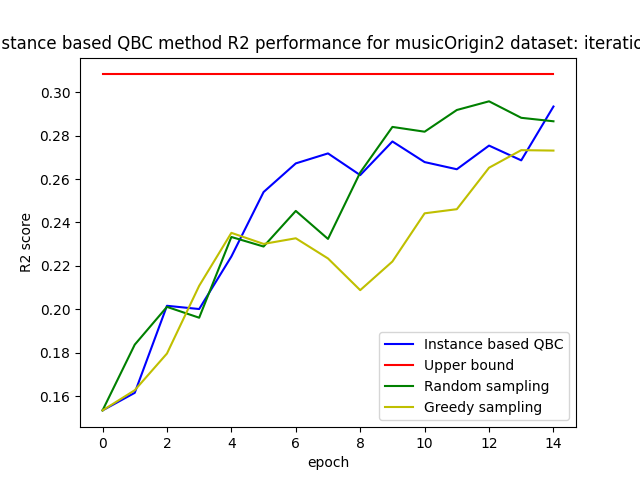 stance based QBC method R2 performance for musicOrigin2 dataset: iteratio
0.30
0.28
0.26
0.24
0.22
0.20
0.18
0.16
R2 score
Instance based QBC
Upper bound
Random sampling
Greedy sampling
0 2 4 6 8 10 12 14
epoch